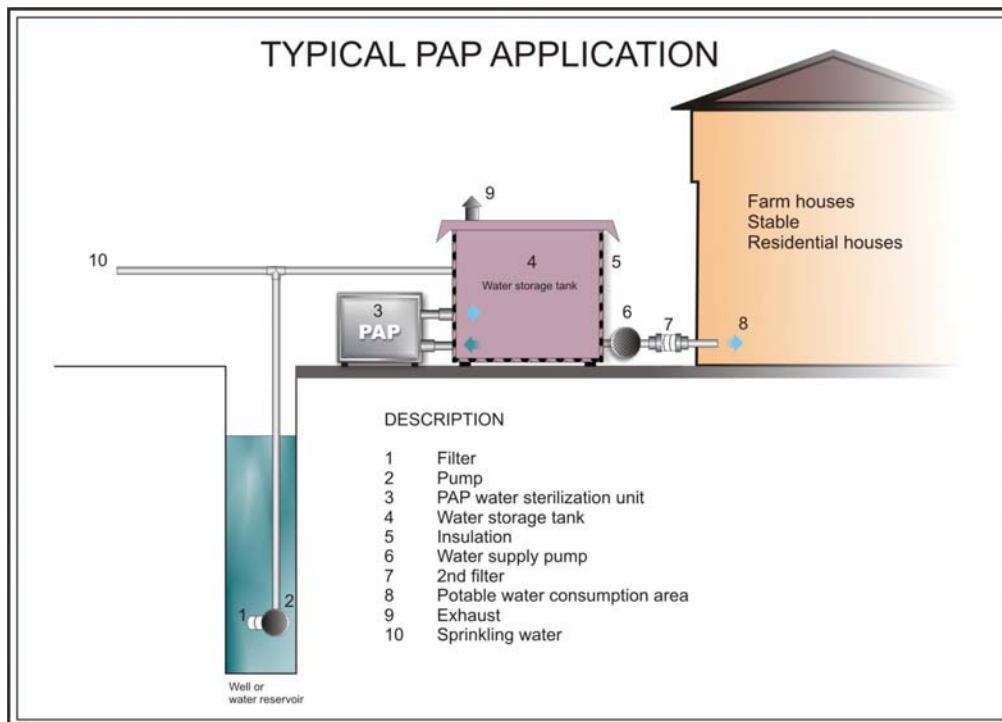 TYPICAL PAP APPLICATION
9
10
4
5
Water storage tank
3
PAP
6
7
8
Farm houses
Stable
Residential houses
1
2
Well or
water reservoir
DESCRIPTION
1 Filter
2 Pump
3 PAP water sterilization unit
4 Water storage tank
5 Insulation
6 Water supply pump
7 2nd filter
8 Potable water consumption area
9 Exhaust
10 Sprinkling water